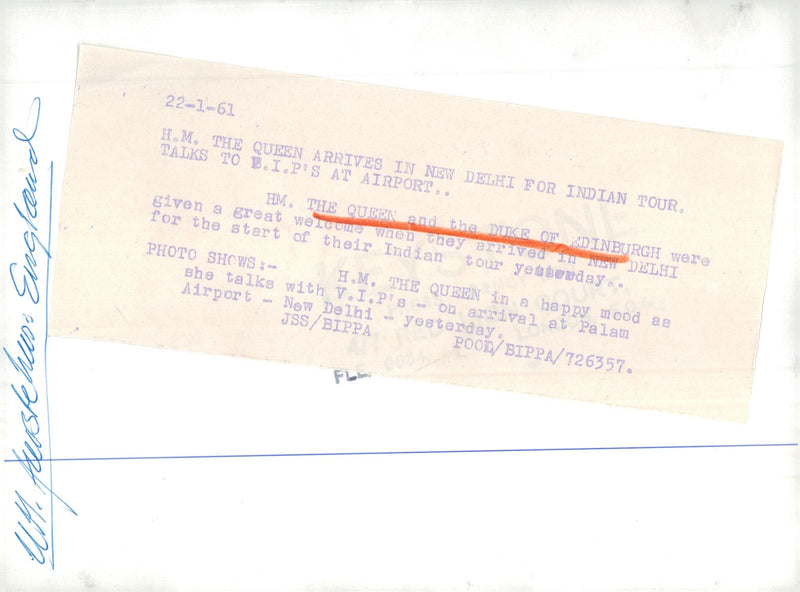 22-1-61
H.M. THE QUEEN ARRIVES IN NEW DELHI FOR INDIAN TOUR.
TALKS TO V.I.P'S AT AIRPORT..
HM. THE QUEEN and the DUKE OF EDINBURGH were
given a great welcome when they arrived in NEW DELHI
for the start of their Indian tour yesterday..
PHOTO SHOWS:- H.M. THE QUEEN in a happy mood as
she talks with V.I.P's - on arrival at Palam
Airport - New Delhi - yesterday.
JSS/BIPPA POOL/BIPPA/726357.
KEYSTONE
England